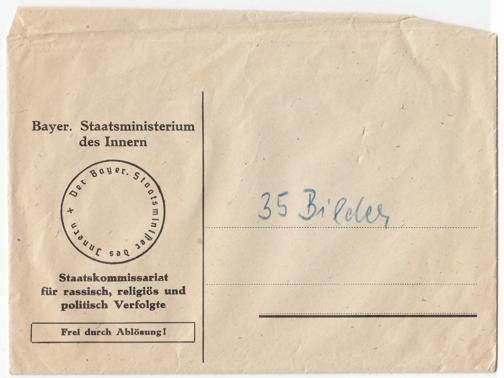 Bayer. Staatsministerium
des Innern
Der Bayer. Staatsminister des Innern +
Staatskommissariat
für rassisch, religiös und
politisch Verfolgte
Frei durch Ablösung!
35 Bilder